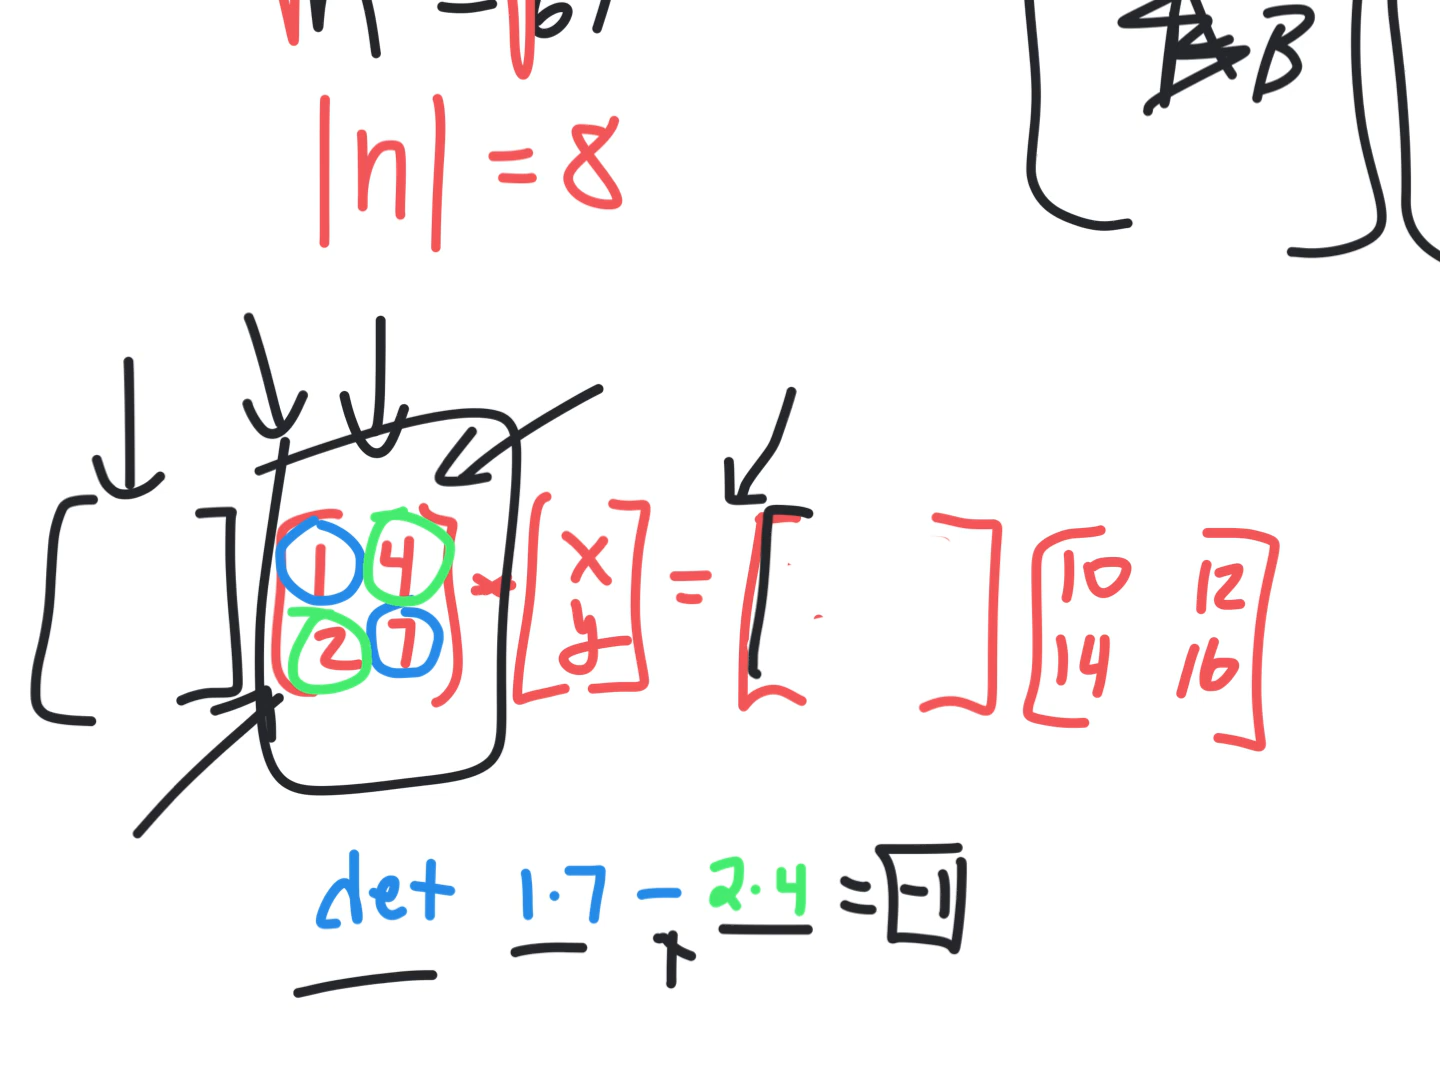 |n| = 8
B
[ ] [1 4] × [x] = [ ] [10 12]
[2 7] [y] [14 16]
det 1·7 - 2·4 = -1